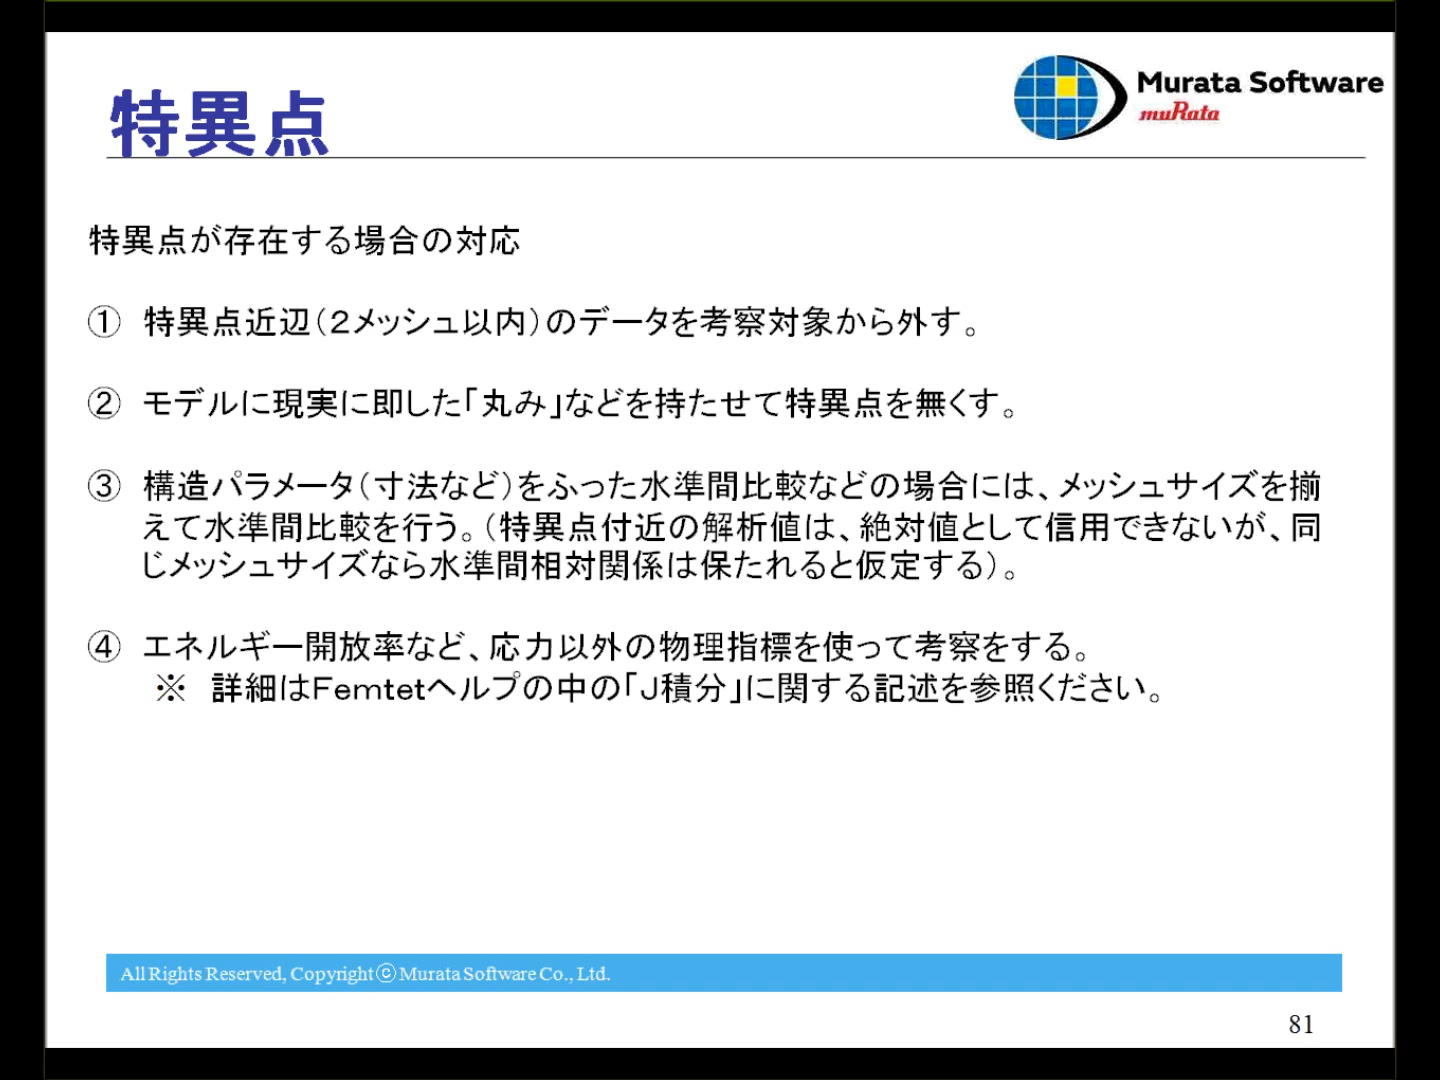 特異点
Murata Software
muRata
特異点が存在する場合の対応
① 特異点近辺（２メッシュ以内）のデータを考察対象から外す。
② モデルに現実に即した「丸み」などを持たせて特異点を無くす。
③ 構造パラメータ（寸法など）をふった水準間比較などの場合には、メッシュサイズを揃
えて水準間比較を行う。（特異点付近の解析値は、絶対値として信用できないが、同
じメッシュサイズなら水準間相対関係は保たれると仮定する）。
④ エネルギー開放率など、応力以外の物理指標を使って考察をする。
※ 詳細はＦｅｍｔｅｔヘルプの中の「Ｊ積分」に関する記述を参照ください。
All Rights Reserved, Copyright ⓒ Murata Software Co., Ltd.
81